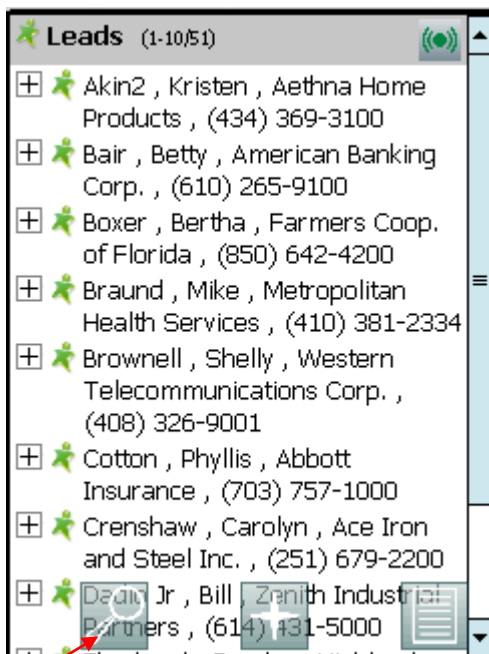 Leads (1-10/51)
Akin2 , Kristen , Aethna Home
Products , (434) 369-3100
Bair , Betty , American Banking
Corp. , (610) 265-9100
Boxer , Bertha , Farmers Coop.
of Florida , (850) 642-4200
Braund , Mike , Metropolitan
Health Services , (410) 381-2334
Brownell , Shelly , Western
Telecommunications Corp. ,
(408) 326-9001
Cotton , Phyllis , Abbott
Insurance , (703) 757-1000
Crenshaw , Carolyn , Ace Iron
and Steel Inc. , (251) 679-2200
Jr , Bill , Zenith Industrial
Partners , (614) 431-5000